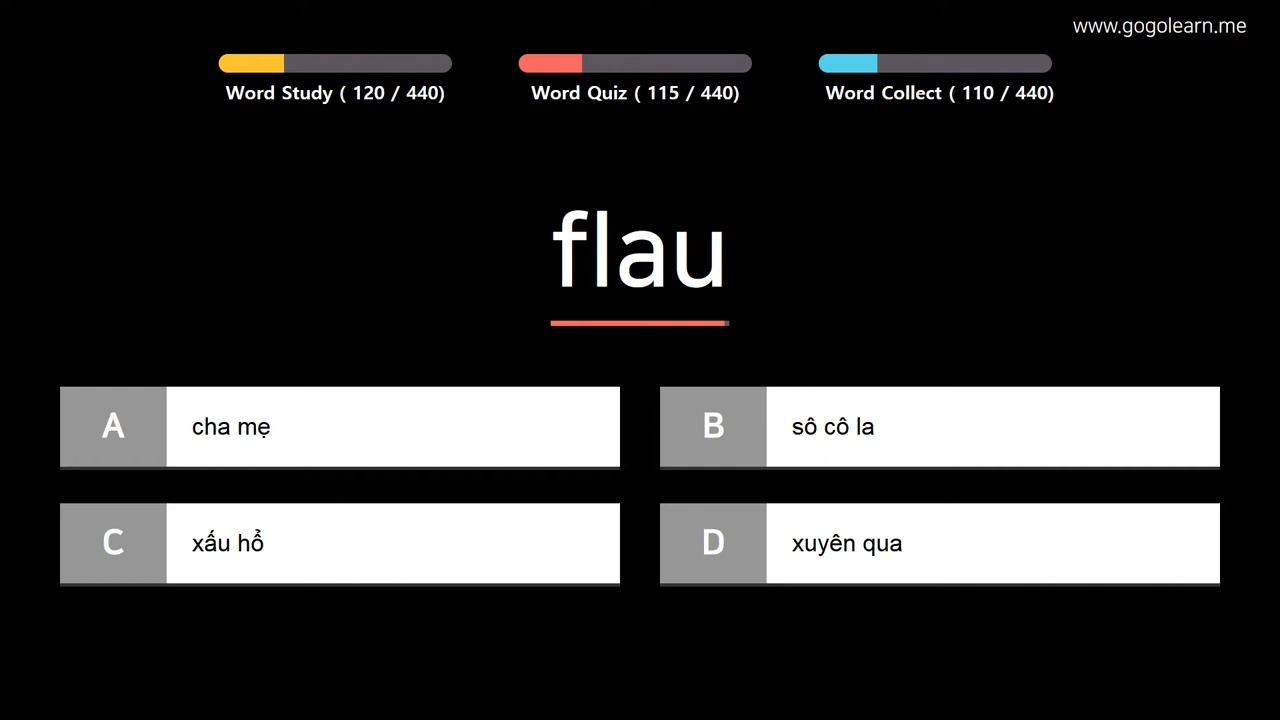 www.gogolearn.me
Word Study ( 120 / 440)
Word Quiz ( 115 / 440)
Word Collect ( 110 / 440)
flau
A cha mẹ
B sô cô la
C xấu hổ
D xuyên qua